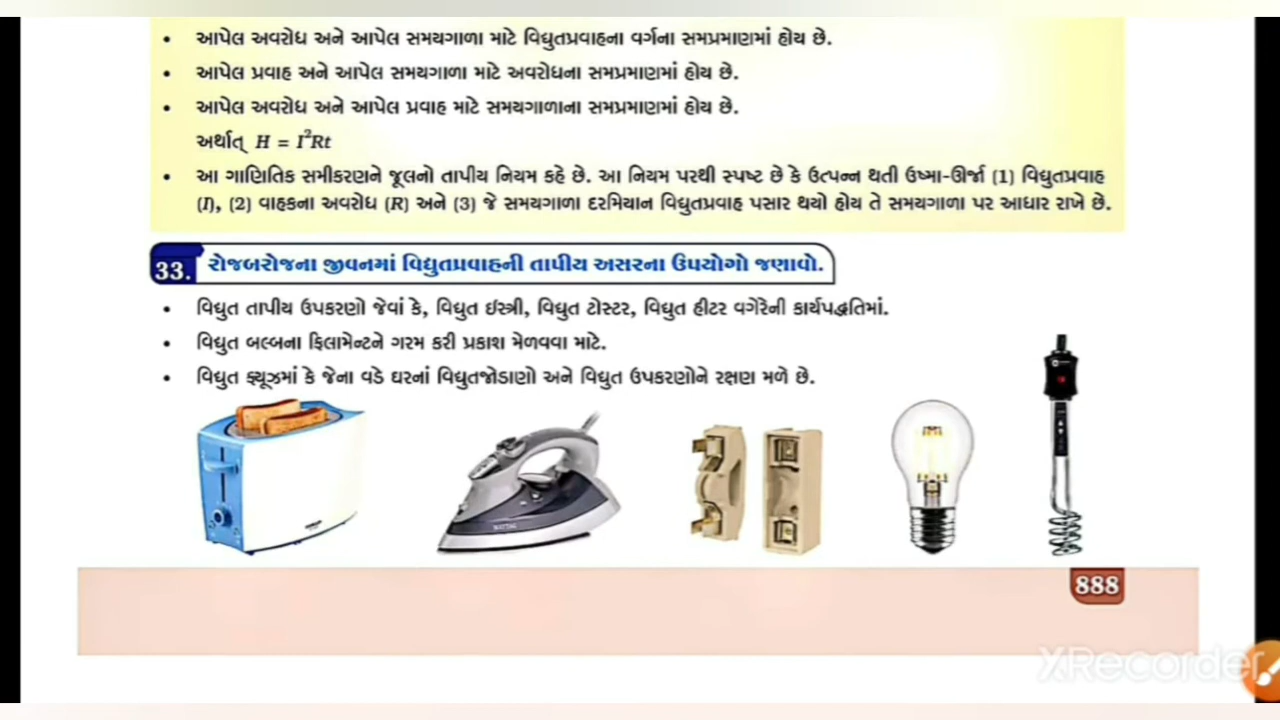 • આપેલ અવરોધ અને આપેલ સમયગાળા માટે વિદ્યુતપ્રવાહના વર્ગના સમપ્રમાણમાં હોય છે.
• આપેલ પ્રવાહ અને આપેલ સમયગાળા માટે અવરોધના સમપ્રમાણમાં હોય છે.
• આપેલ અવરોધ અને આપેલ પ્રવાહ માટે સમયગાળાના સમપ્રમાણમાં હોય છે.
અર્થાત્ H = I²Rt
• આ ગાણિતિક સમીકરણને જૂલનો તાપીય નિયમ કહે છે. આ નિયમ પરથી સ્પષ્ટ છે કે ઉત્પન્ન થતી ઉષ્મા-ઊર્જા (1) વિદ્યુતપ્રવાહ
(I), (2) વાહકના અવરોધ (R) અને (3) જે સમયગાળા દરમિયાન વિદ્યુતપ્રવાહ પસાર થયો હોય તે સમયગાળા પર આધાર રાખે છે.
33. રોજબરોજના જીવનમાં વિદ્યુતપ્રવાહની તાપીય અસરના ઉપયોગો જણાવો.
• વિદ્યુત તાપીય ઉપકરણો જેવાં કે, વિદ્યુત ઇસ્ત્રી, વિદ્યુત ટોસ્ટર, વિદ્યુત હીટર વગેરેની કાર્યપદ્ધતિમાં.
• વિદ્યુત બલ્બના ફિલામેન્ટને ગરમ કરી પ્રકાશ મેળવવા માટે.
• વિદ્યુત ફ્યૂઝમાં કે જેના વડે ઘરનાં વિદ્યુતજોડાણો અને વિદ્યુત ઉપકરણોને રક્ષણ મળે છે.
888
XRecorder